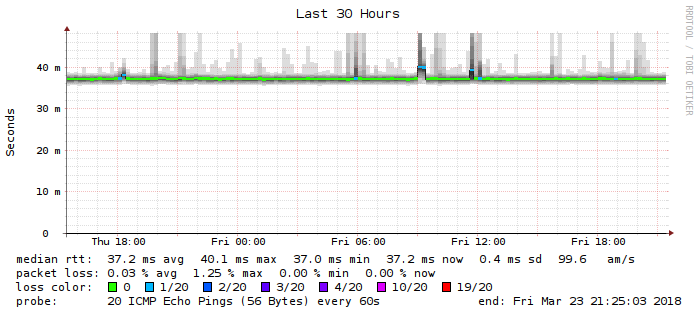 Last 30 Hours
RRDTOOL / TOBI OETIKER
Seconds
40 m
30 m
20 m
10 m
0
Thu 18:00 Fri 00:00 Fri 06:00 Fri 12:00 Fri 18:00
median rtt: 37.2 ms avg 40.1 ms max 37.0 ms min 37.2 ms now 0.4 ms sd 99.6 am/s
packet loss: 0.03 % avg 1.25 % max 0.00 % min 0.00 % now
loss color: 0 1/20 2/20 3/20 4/20 10/20 19/20
probe: 20 ICMP Echo Pings (56 Bytes) every 60s end: Fri Mar 23 21:25:03 2018